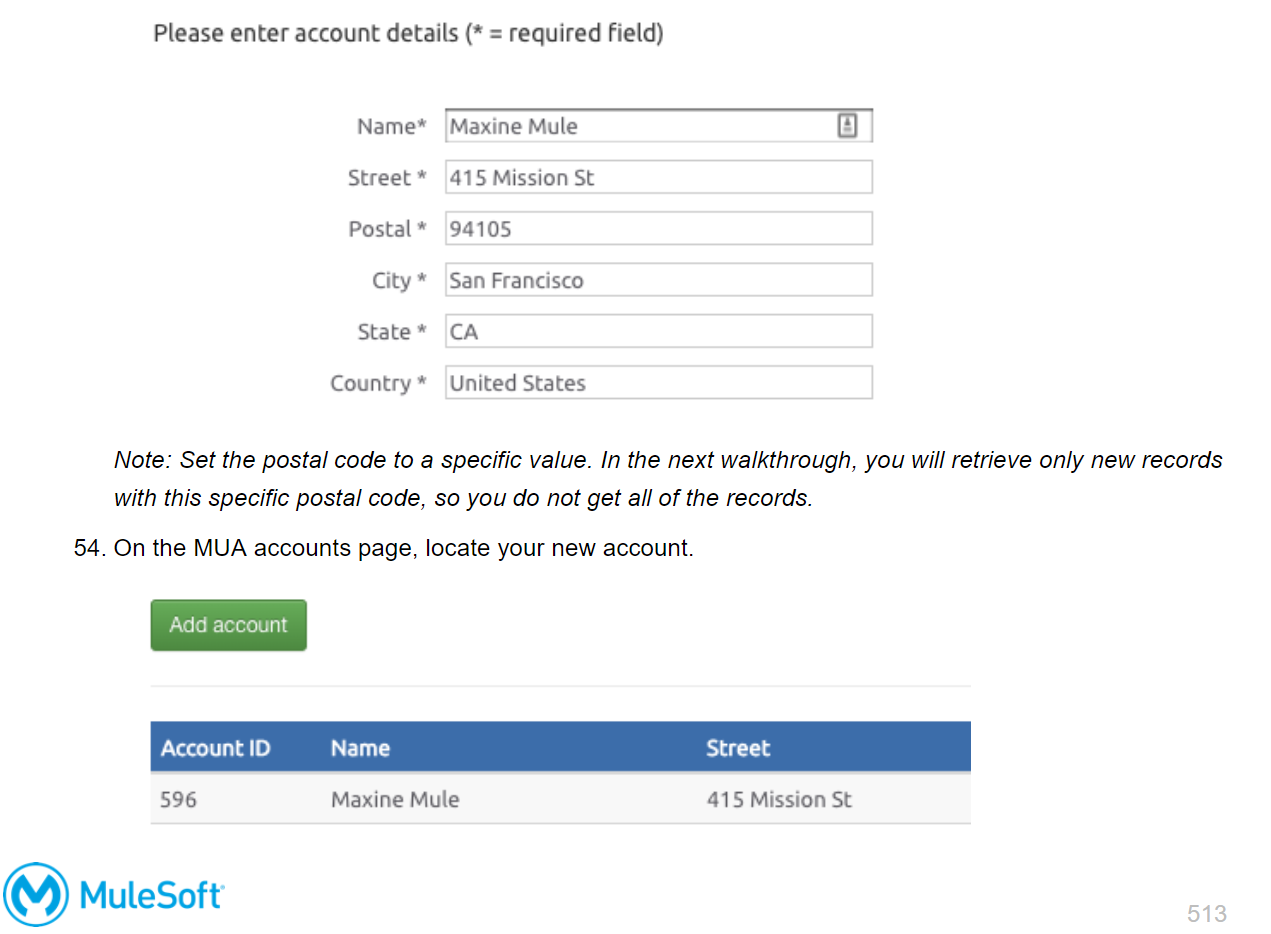 Please enter account details (* = required field)
Name* Maxine Mule
Street * 415 Mission St
Postal * 94105
City * San Francisco
State * CA
Country * United States
Note: Set the postal code to a specific value. In the next walkthrough, you will retrieve only new records
with this specific postal code, so you do not get all of the records.
54. On the MUA accounts page, locate your new account.
Add account
Account ID Name Street
596 Maxine Mule 415 Mission St
MuleSoft
513